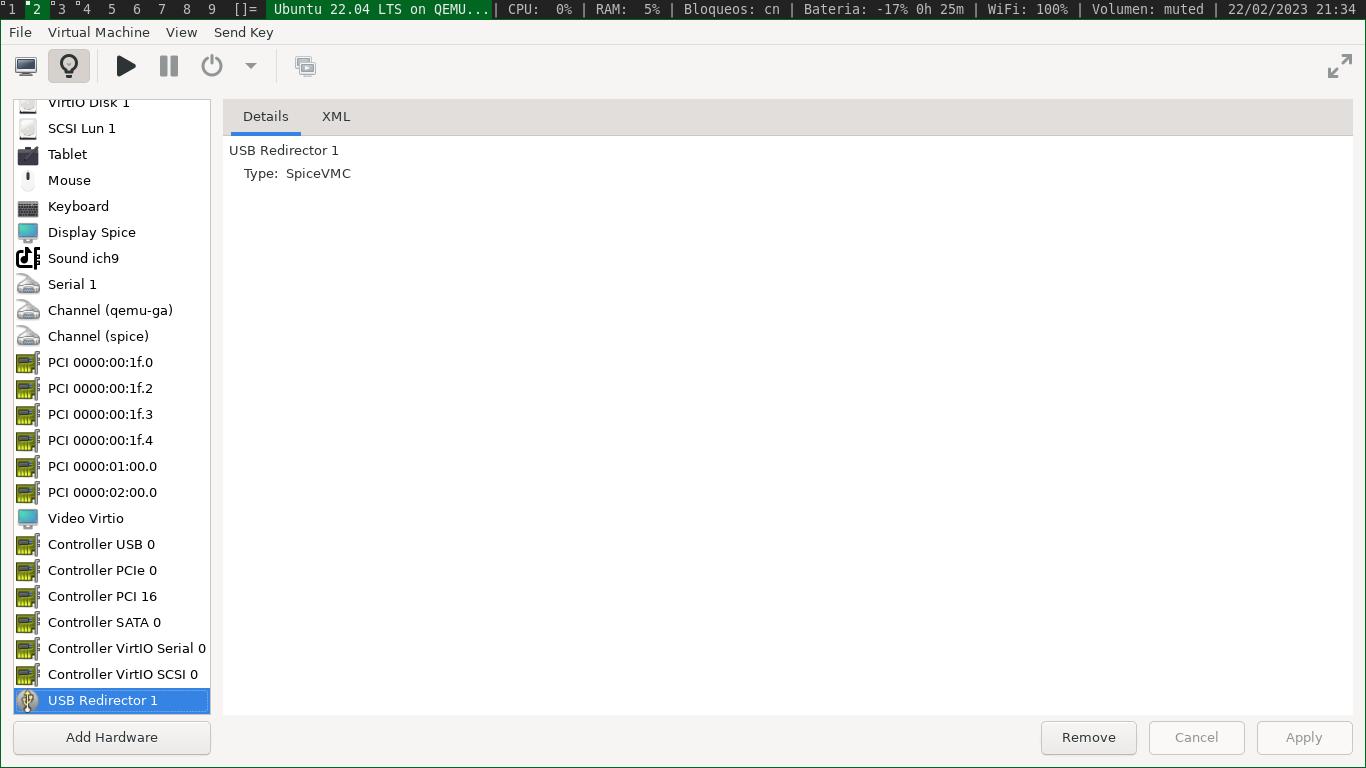 1 2 3 4 5 6 7 8 9 []= Ubuntu 22.04 LTS on QEMU...| CPU: 0% | RAM: 5% | Bloqueos: cn | Bateria: -17% 0h 25m | WiFi: 100% | Volumen: muted | 22/02/2023 21:34
File Virtual Machine View Send Key
VirtIO Disk 1
SCSI Lun 1
Tablet
Mouse
Keyboard
Display Spice
Sound ich9
Serial 1
Channel (qemu-ga)
Channel (spice)
PCI 0000:00:1f.0
PCI 0000:00:1f.2
PCI 0000:00:1f.3
PCI 0000:00:1f.4
PCI 0000:01:00.0
PCI 0000:02:00.0
Video Virtio
Controller USB 0
Controller PCIe 0
Controller PCI 16
Controller SATA 0
Controller VirtIO Serial 0
Controller VirtIO SCSI 0
USB Redirector 1
Add Hardware
Details XML
USB Redirector 1
Type: SpiceVMC
Remove Cancel Apply